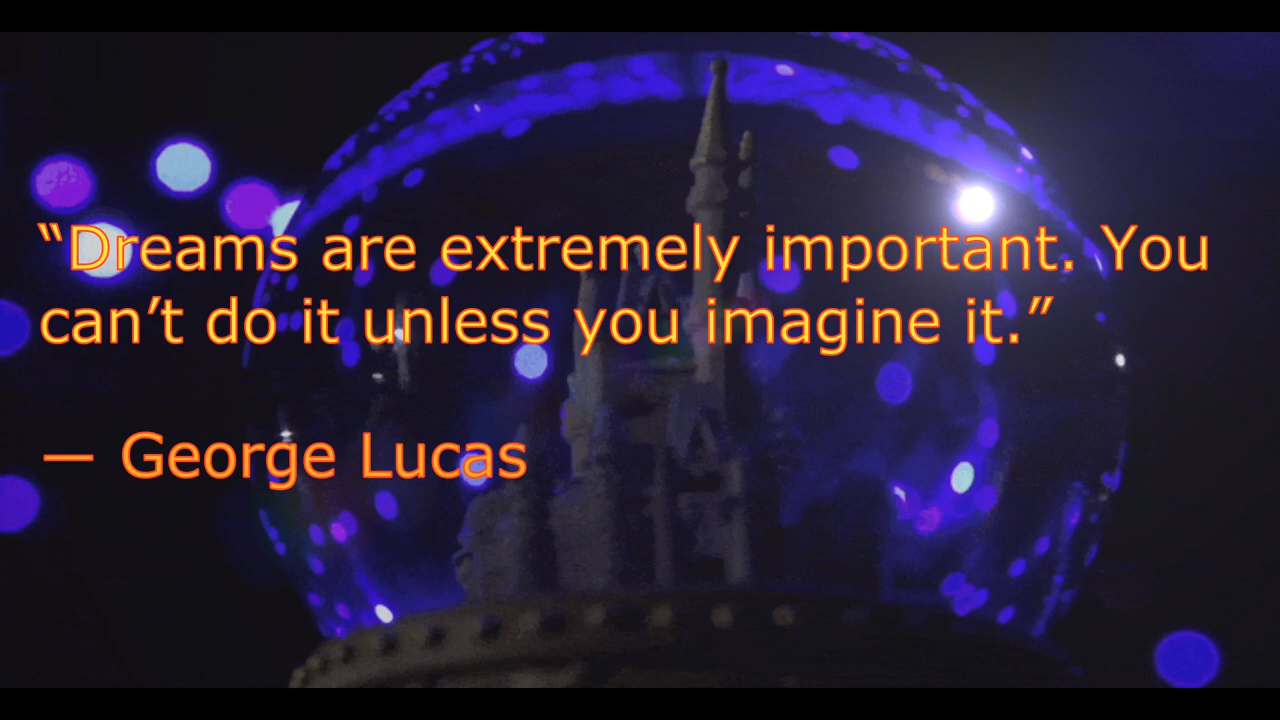 “Dreams are extremely important. You
can’t do it unless you imagine it.”
— George Lucas